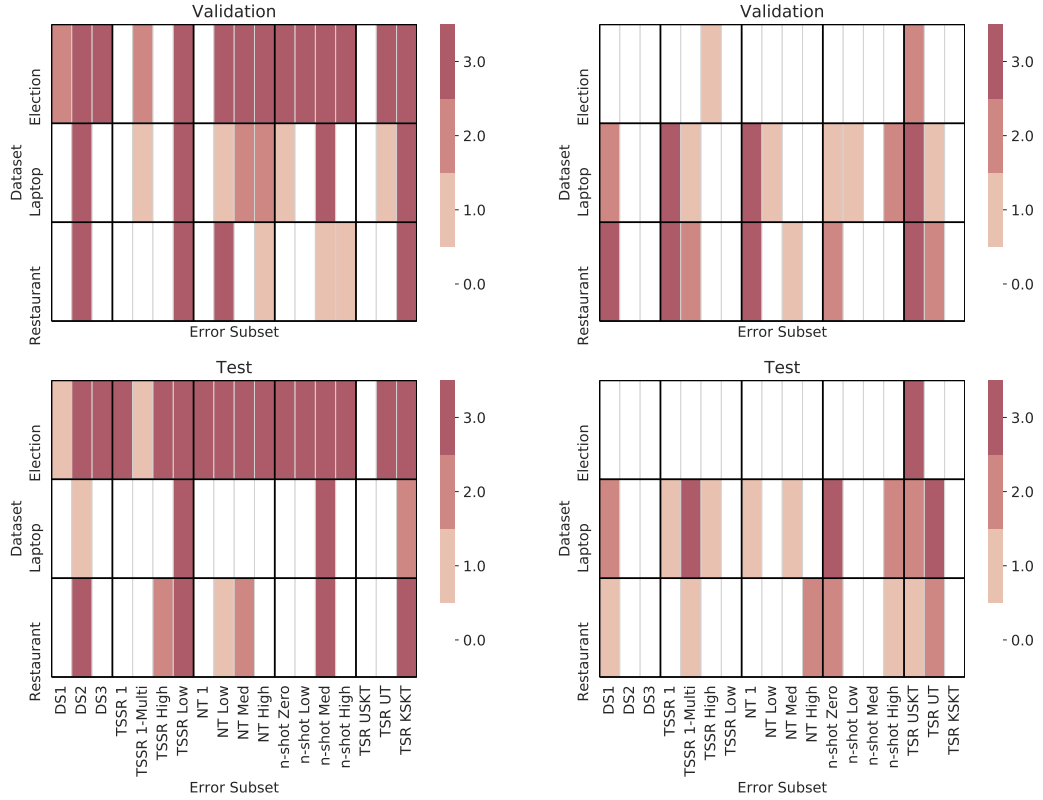 Validation
Dataset
Election
Laptop
Restaurant
Error Subset
3.0
2.0
1.0
0.0
Validation
Dataset
Election
Laptop
Restaurant
Error Subset
3.0
2.0
1.0
0.0
Test
Dataset
Election
Laptop
Restaurant
DS1
DS2
DS3
TSSR 1
TSSR 1-Multi
TSSR High
TSSR Low
NT 1
NT Low
NT Med
NT High
n-shot Zero
n-shot Low
n-shot Med
n-shot High
TSR USKT
TSR UT
TSR KSKT
Error Subset
3.0
2.0
1.0
0.0
Test
Dataset
Election
Laptop
Restaurant
DS1
DS2
DS3
TSSR 1
TSSR 1-Multi
TSSR High
TSSR Low
NT 1
NT Low
NT Med
NT High
n-shot Zero
n-shot Low
n-shot Med
n-shot High
TSR USKT
TSR UT
TSR KSKT
Error Subset
3.0
2.0
1.0
0.0